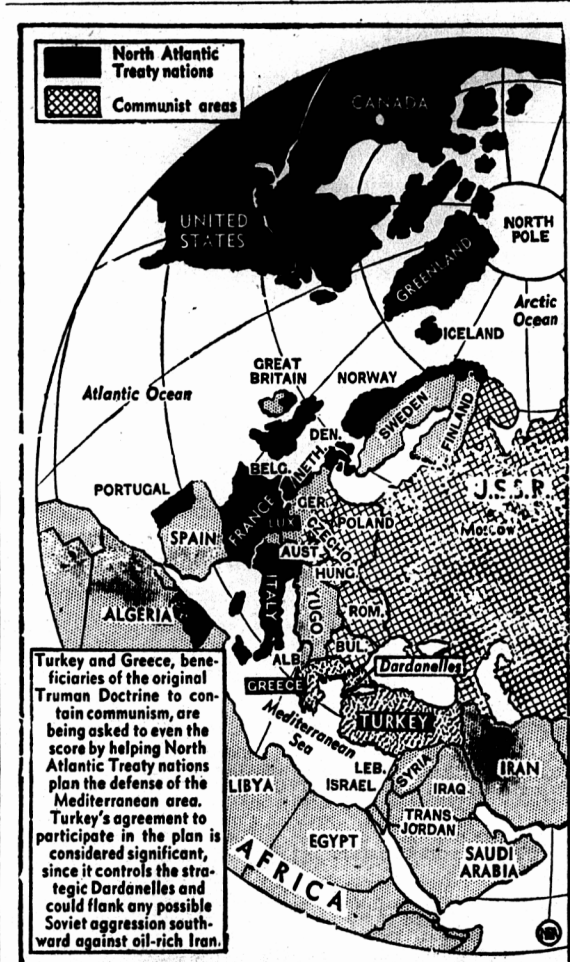 North Atlantic
Treaty nations
Communist areas
CANADA
UNITED
STATES
NORTH
POLE
GREENLAND
Arctic
Ocean
ICELAND
GREAT
BRITAIN
NORWAY
Atlantic Ocean
SWEDEN
FINLAND
DEN.
NETH.
BELG.
PORTUGAL
J.S.S.R.
FRANCE
GER.
LUX
POLAND
Moscow
SPAIN
CZECHO
AUST.
HUNG.
ITALY
YUGO
ROM.
ALGERIA
BUL.
ALB.
Dardanelles
GREECE
TURKEY
Mediterranean
Sea
Turkey and Greece, bene-
ficiaries of the original
Truman Doctrine to con-
tain communism, are
being asked to even the
score by helping North
Atlantic Treaty nations
plan the defense of the
Mediterranean area.
Turkey's agreement to
participate in the plan is
considered significant,
since it controls the stra-
tegic Dardanelles and
could flank any possible
Soviet aggression south-
ward against oil-rich Iran.
LIBYA
LEB.
ISRAEL
SYRIA
IRAQ
IRAN
TRANS
JORDAN
EGYPT
SAUDI
ARABIA
AFRICA
NEA